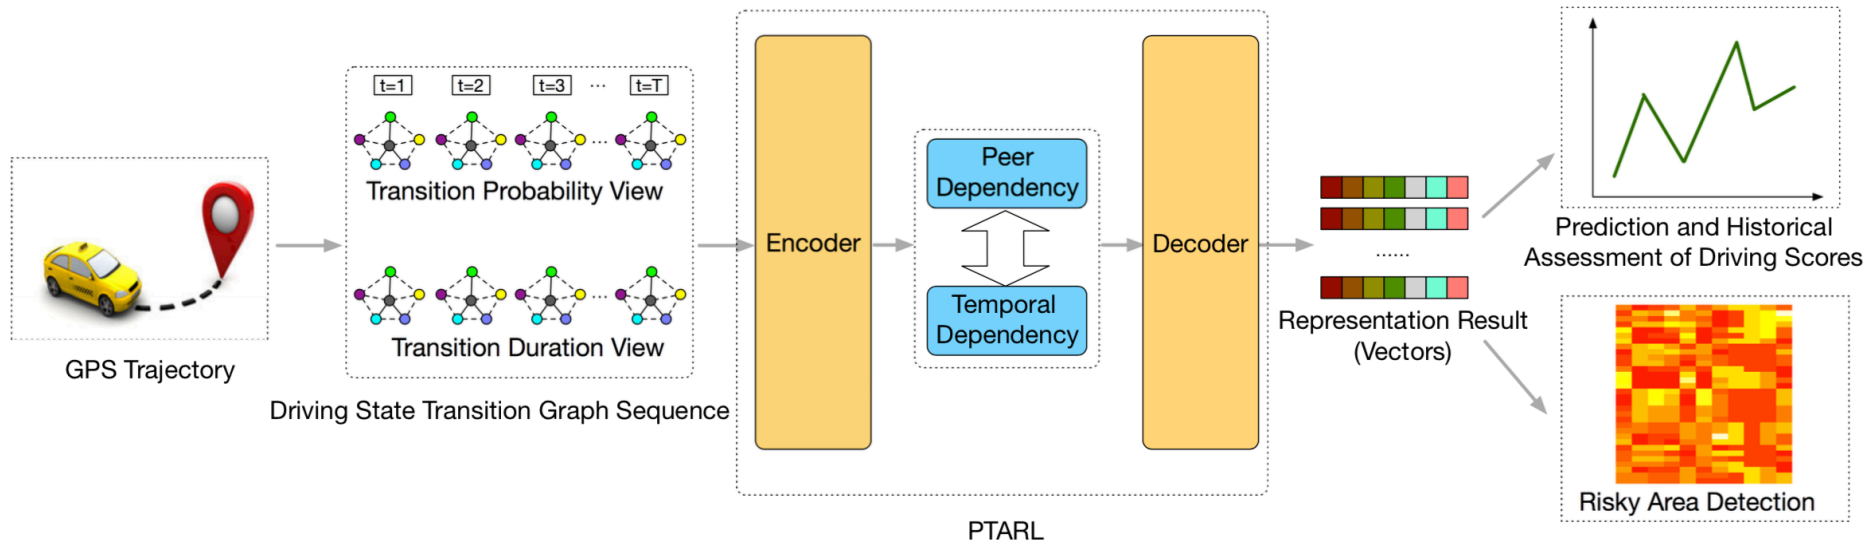 GPS Trajectory
t=1 t=2 t=3 ... t=T
Transition Probability View
Transition Duration View
Driving State Transition Graph Sequence
Encoder
Peer
Dependency
Temporal
Dependency
Decoder
PTARL
......
Representation Result
(Vectors)
Prediction and Historical
Assessment of Driving Scores
Risky Area Detection